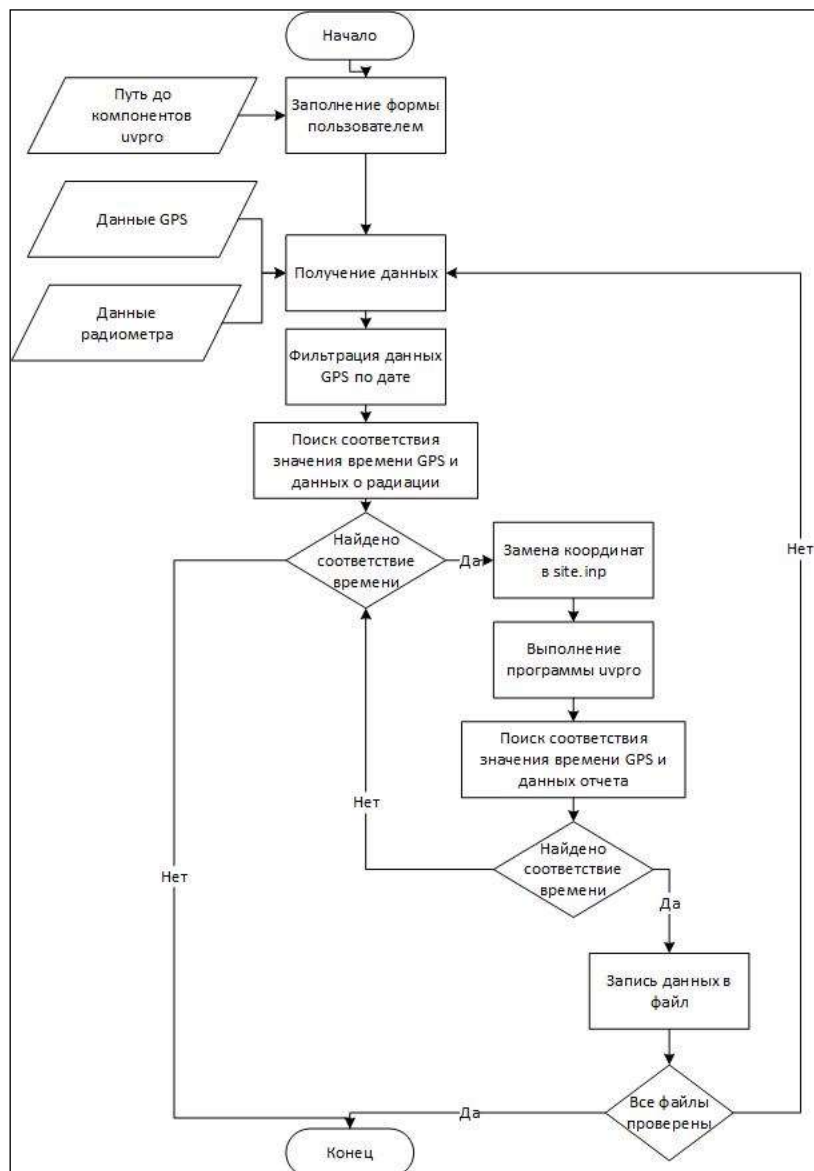 Начало
Путь до
компонентов
uvpro
Заполнение формы
пользователем
Данные GPS
Получение данных
Данные
радиометра
Фильтрация данных
GPS по дате
Поиск соответствия
значения времени GPS и
данных о радиации
Найдено
соответствие
времени
Да
Замена координат
в site.inp
Нет
Выполнение
программы uvpro
Поиск соответствия
значения времени GPS и
данных отчета
Нет
Найдено
соответствие
времени
Нет
Да
Запись данных в
файл
Все файлы
проверены
Да
Конец